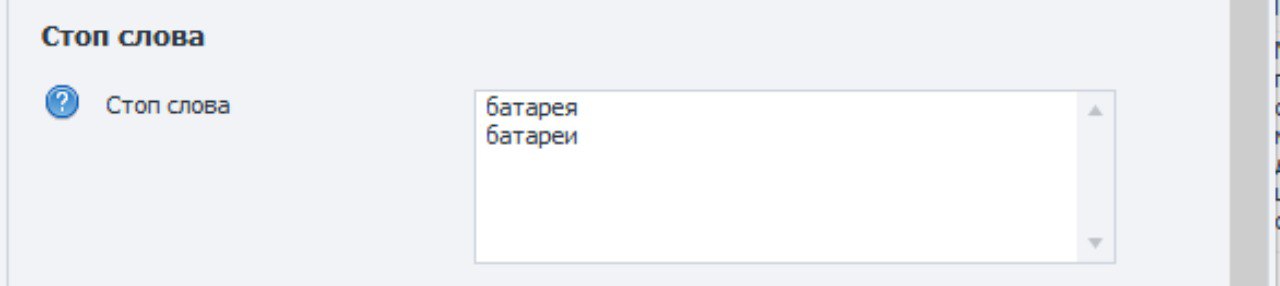 Стоп слова
Стоп слова
батарея
батареи